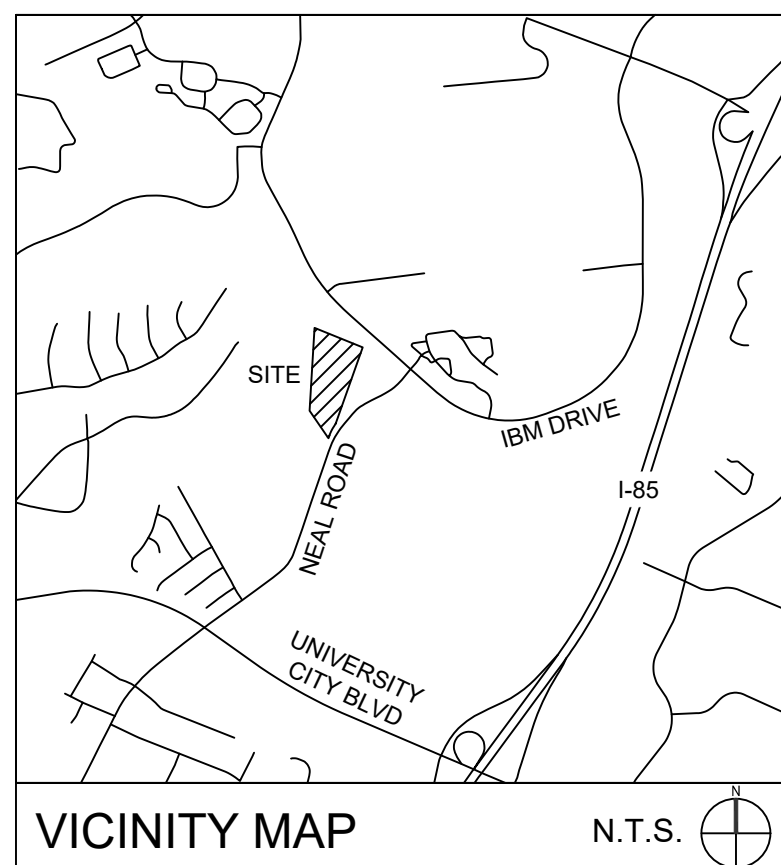 SITE
IBM DRIVE
NEAL ROAD
I-85
UNIVERSITY
CITY BLVD
VICINITY MAP
N.T.S.
N